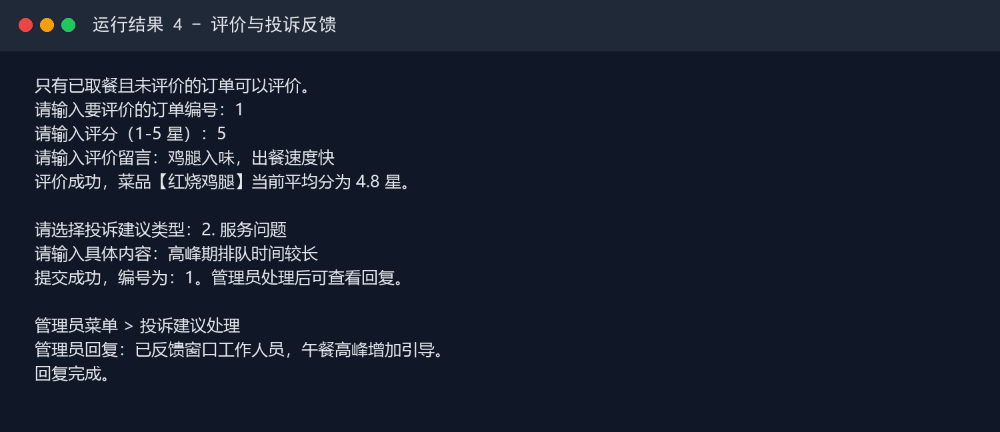 运行结果 4 - 评价与投诉反馈
只有已取餐且未评价的订单可以评价。
请输入要评价的订单编号：1
请输入评分（1-5 星）：5
请输入评价留言：鸡腿入味，出餐速度快
评价成功，菜品【红烧鸡腿】当前平均分为 4.8 星。
请选择投诉建议类型：2. 服务问题
请输入具体内容：高峰期排队时间较长
提交成功，编号为：1。管理员处理后可查看回复。
管理员菜单 > 投诉建议处理
管理员回复：已反馈窗口工作人员，午餐高峰增加引导。
回复完成。